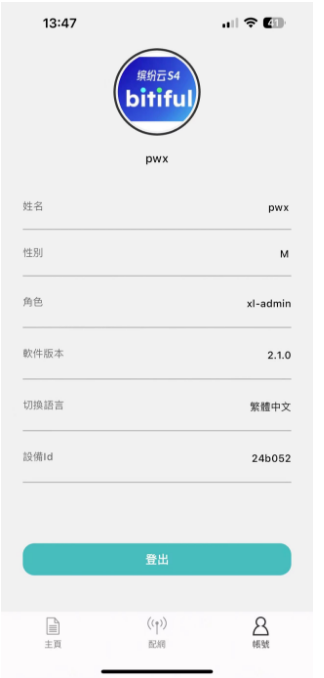 13:47
41
缤纷云 S4
bitiful
pwx
姓名 pwx
性別 M
角色 xl-admin
軟件版本 2.1.0
切換語言 繁體中文
設備Id 24b052
登出
主頁 配網 帳號